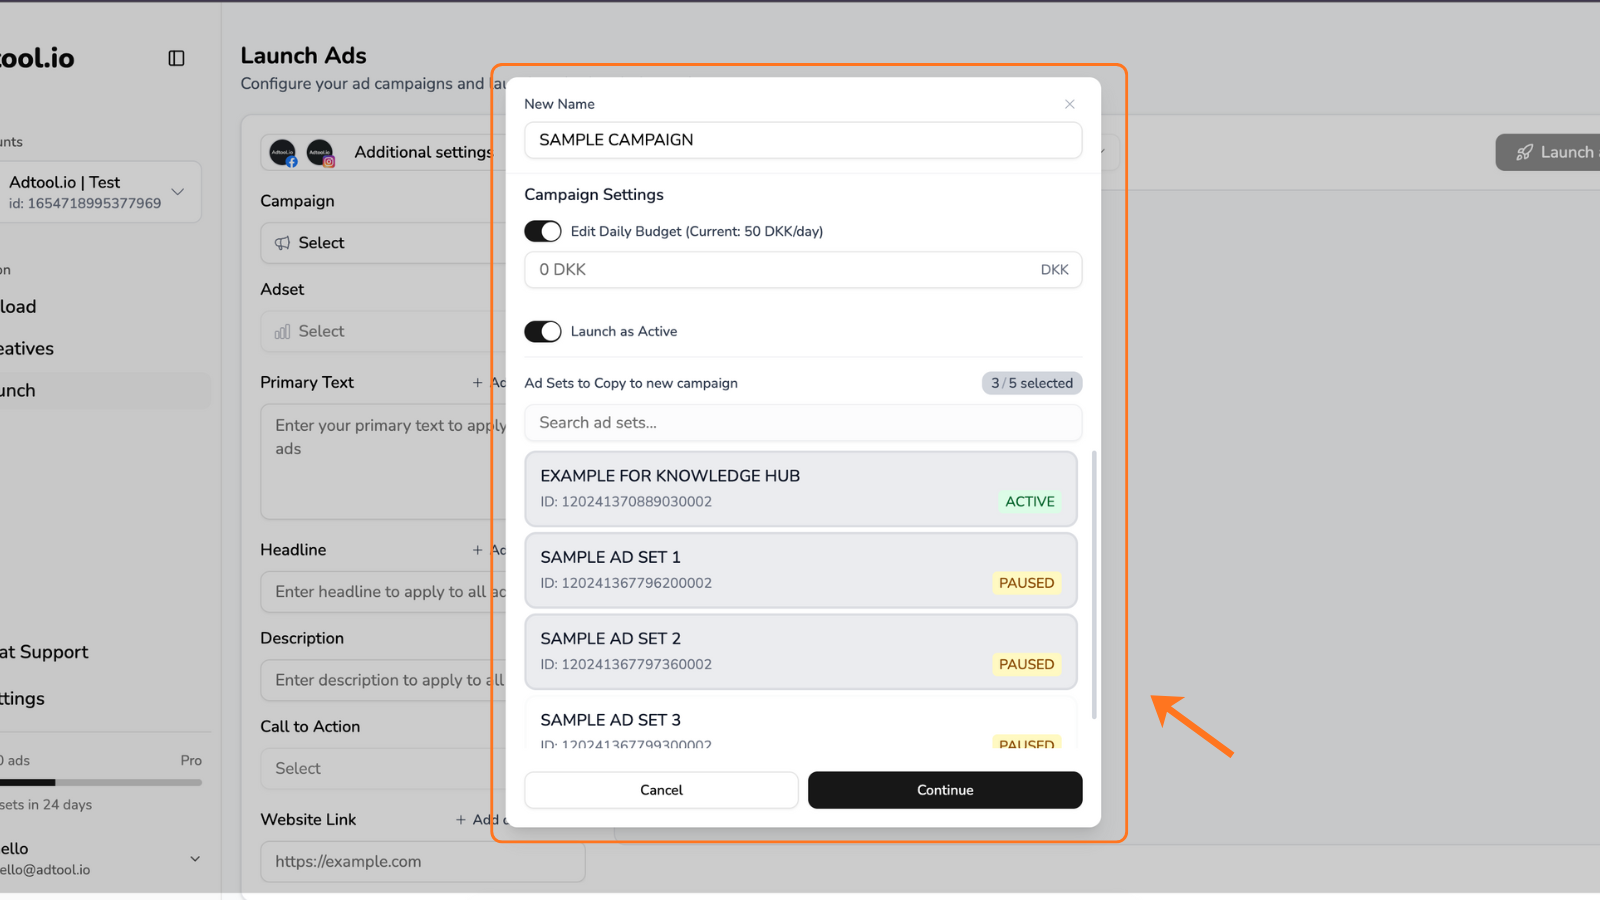 tool.io
unts
Adtool.io | Test
id: 1654718995377969
on
load
eatives
unch
at Support
ttings
0 ads
Pro
sets in 24 days
ello
ello@adtool.io
Launch Ads
Configure your ad campaigns and lau
Additional settings
Launch a
Campaign
Select
Adset
Select
Primary Text
+ Ad
Enter your primary text to apply
ads
Headline
+ Ad
Enter headline to apply to all ad
Description
Enter description to apply to all
Call to Action
Select
Website Link
+ Add c
https://example.com
New Name
SAMPLE CAMPAIGN
Campaign Settings
Edit Daily Budget (Current: 50 DKK/day)
0 DKK
DKK
Launch as Active
Ad Sets to Copy to new campaign
3 / 5 selected
Search ad sets...
EXAMPLE FOR KNOWLEDGE HUB
ID: 120241370889030002
ACTIVE
SAMPLE AD SET 1
ID: 120241367796200002
PAUSED
SAMPLE AD SET 2
ID: 120241367797360002
PAUSED
SAMPLE AD SET 3
ID: 120241367799300002
PAUSED
Cancel
Continue